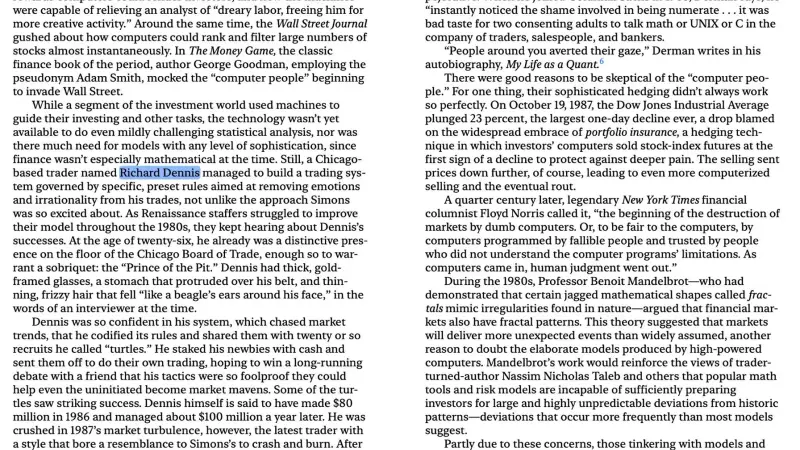 were capable of relieving an analyst of "dreary labor, freeing him for
more creative activity." Around the same time, the Wall Street Journal
gushed about how computers could rank and filter large numbers of
stocks almost instantaneously. In The Money Game, the classic
finance book of the period, author George Goodman, employing the
pseudonym Adam Smith, mocked the "computer people" beginning
to invade Wall Street.
While a segment of the investment world used machines to
guide their investing and other tasks, the technology wasn't yet
available to do even mildly challenging statistical analysis, nor was
there much need for models with any level of sophistication, since
finance wasn't especially mathematical at the time. Still, a Chicago-
based trader named Richard Dennis managed to build a trading sys-
tem governed by specific, preset rules aimed at removing emotions
and irrationality from his trades, not unlike the approach Simons
was so excited about. As Renaissance staffers struggled to improve
their model throughout the 1980s, they kept hearing about Dennis's
successes. At the age of twenty-six, he already was a distinctive pres-
ence on the floor of the Chicago Board of Trade, enough so to war-
rant a sobriquet: the "Prince of the Pit." Dennis had thick, gold-
framed glasses, a stomach that protruded over his belt, and thin-
ning, frizzy hair that fell "like a beagle's ears around his face," in the
words of an interviewer at the time.
Dennis was so confident in his system, which chased market
trends, that he codified its rules and shared them with twenty or so
recruits he called "turtles." He staked his newbies with cash and
sent them off to do their own trading, hoping to win a long-running
debate with a friend that his tactics were so foolproof they could
help even the uninitiated become market mavens. Some of the tur-
tles saw striking success. Dennis himself is said to have made $80
million in 1986 and managed about $100 million a year later. He was
crushed in 1987's market turbulence, however, the latest trader with
a style that bore a resemblance to Simons's to crash and burn. After
"instantly noticed the shame involved in being numerate . . . it was
bad taste for two consenting adults to talk math or UNIX or C in the
company of traders, salespeople, and bankers.
"People around you averted their gaze," Derman writes in his
autobiography, My Life as a Quant.6
There were good reasons to be skeptical of the "computer peo-
ple." For one thing, their sophisticated hedging didn't always work
so perfectly. On October 19, 1987, the Dow Jones Industrial Average
plunged 23 percent, the largest one-day decline ever, a drop blamed
on the widespread embrace of portfolio insurance, a hedging tech-
nique in which investors' computers sold stock-index futures at the
first sign of a decline to protect against deeper pain. The selling sent
prices down further, of course, leading to even more computerized
selling and the eventual rout.
A quarter century later, legendary New York Times financial
columnist Floyd Norris called it, "the beginning of the destruction of
markets by dumb computers. Or, to be fair to the computers, by
computers programmed by fallible people and trusted by people
who did not understand the computer programs' limitations. As
computers came in, human judgment went out."
During the 1980s, Professor Benoit Mandelbrot—who had
demonstrated that certain jagged mathematical shapes called frac-
tals mimic irregularities found in nature—argued that financial mar-
kets also have fractal patterns. This theory suggested that markets
will deliver more unexpected events than widely assumed, another
reason to doubt the elaborate models produced by high-powered
computers. Mandelbrot's work would reinforce the views of trader-
turned-author Nassim Nicholas Taleb and others that popular math
tools and risk models are incapable of sufficiently preparing
investors for large and highly unpredictable deviations from historic
patterns—deviations that occur more frequently than most models
suggest.
Partly due to these concerns, those tinkering with models and